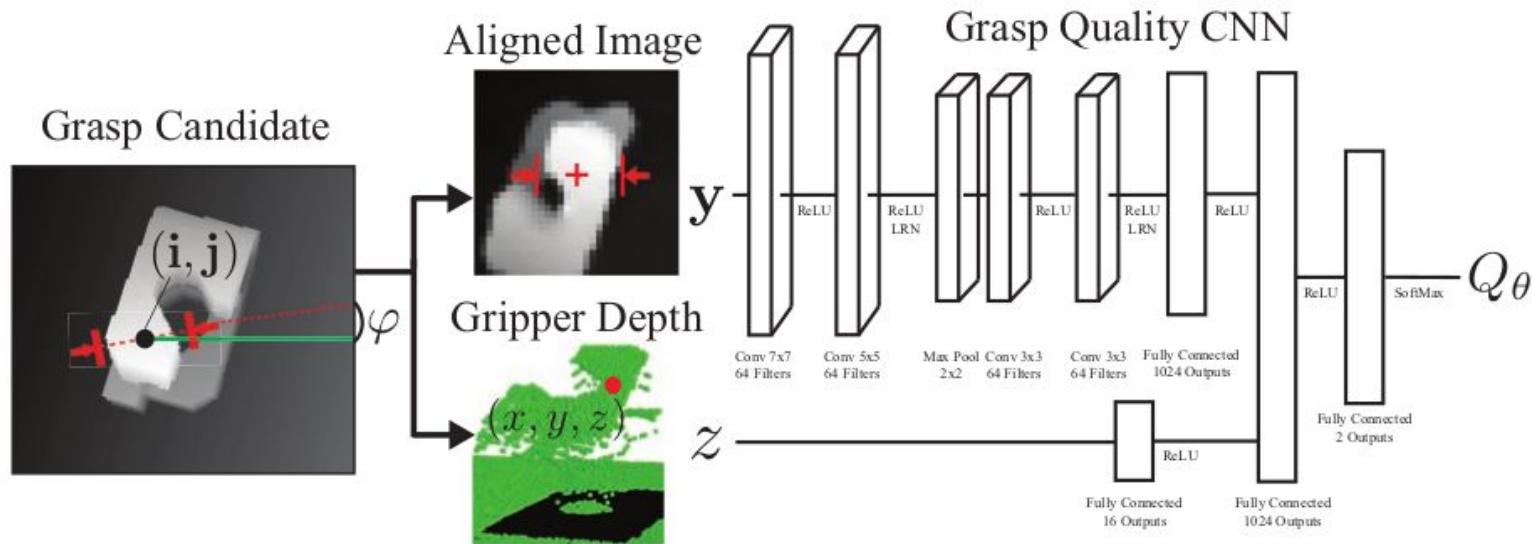 Grasp Candidate
(i, j)
φ
Aligned Image
Gripper Depth
(x, y, z)
Grasp Quality CNN
y
ReLU
ReLU
LRN
ReLU
ReLU
LRN
ReLU
Conv 7x7
64 Filters
Conv 5x5
64 Filters
Max Pool
2x2
Conv 3x3
64 Filters
Conv 3x3
64 Filters
Fully Connected
1024 Outputs
z
ReLU
Fully Connected
16 Outputs
Fully Connected
1024 Outputs
ReLU
Fully Connected
2 Outputs
SoftMax
Qθ